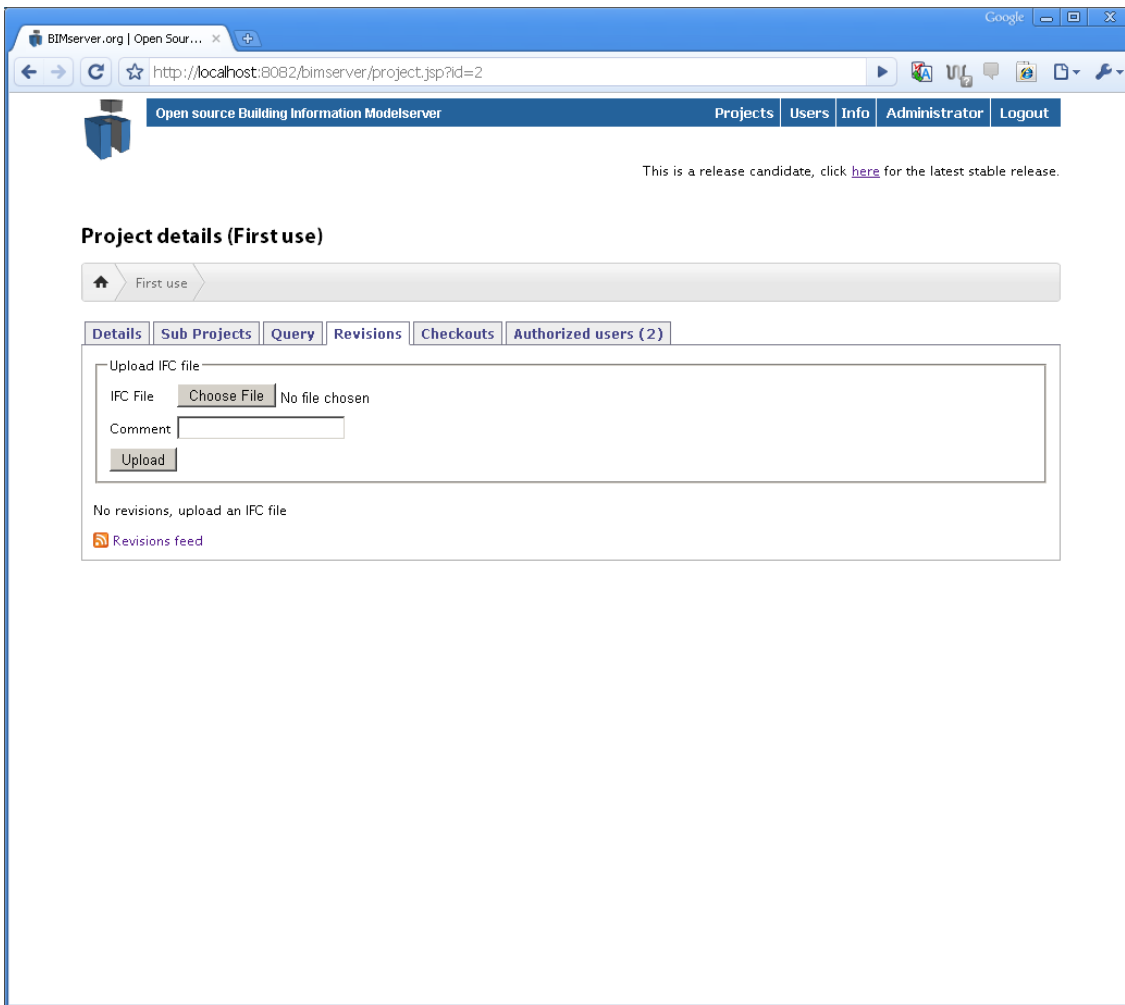 Google
BIMserver.org | Open Sour...
http://localhost:8082/bimserver/project.jsp?id=2
Open source Building Information Modelserver
Projects Users Info Administrator Logout
This is a release candidate, click here for the latest stable release.
Project details (First use)
First use
Details Sub Projects Query Revisions Checkouts Authorized users (2)
Upload IFC file
IFC File Choose File No file chosen
Comment
Upload
No revisions, upload an IFC file
Revisions feed